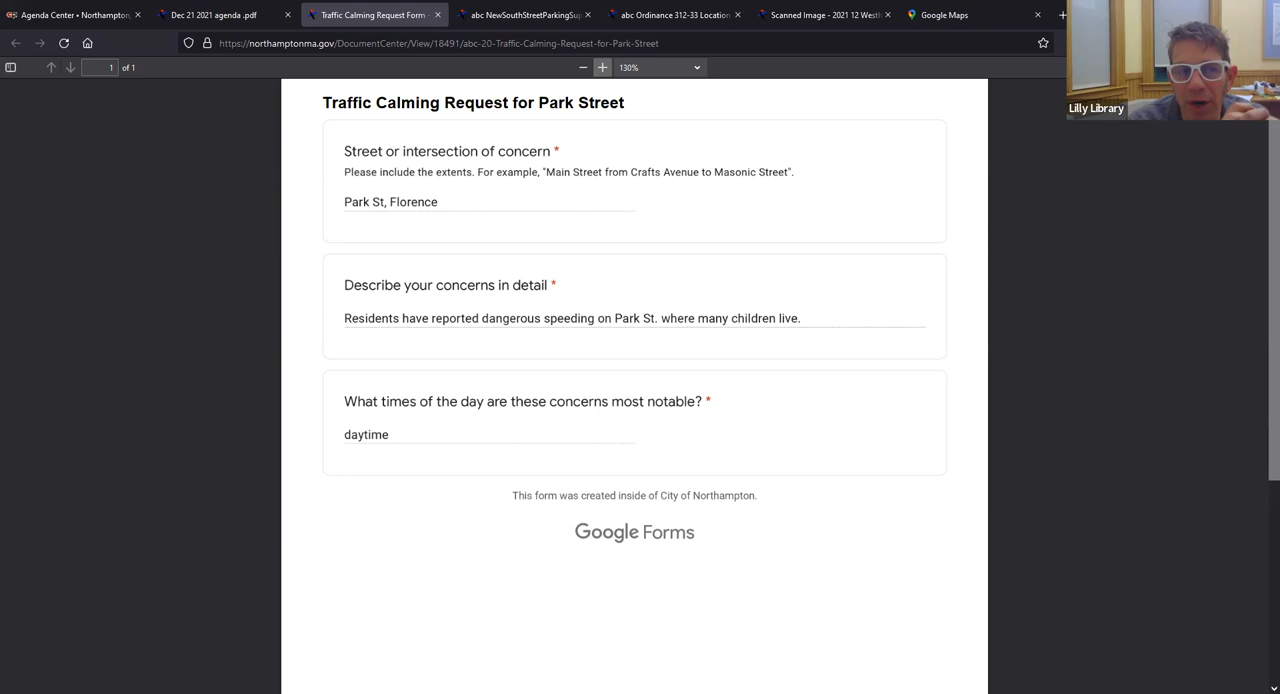 Agenda Center • Northampton,
Dec 21 2021 agenda .pdf
Traffic Calming Request Form -
abc NewSouthStreetParkingSup
abc Ordinance 312-33 Location
Scanned Image - 2021 12 Westh
Google Maps
https://northamptonma.gov/DocumentCenter/View/18491/abc-20-Traffic-Calming-Request-for-Park-Street
1 of 1
130%
Lilly Library
Traffic Calming Request for Park Street
Street or intersection of concern *
Please include the extents. For example, "Main Street from Crafts Avenue to Masonic Street".
Park St, Florence
Describe your concerns in detail *
Residents have reported dangerous speeding on Park St. where many children live.
What times of the day are these concerns most notable? *
daytime
This form was created inside of City of Northampton.
Google Forms